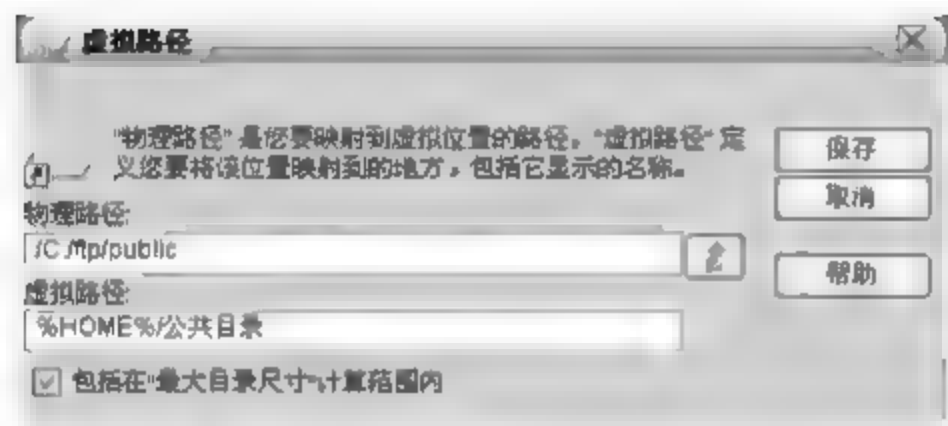 虚拟路径
"物理路径"是您要映射到虚拟位置的路径。"虚拟路径"定
义您要将该位置映射到的地方，包括它显示的名称。
保存
取消
物理路径:
/C:/ftp/public
帮助
虚拟路径:
%HOME%/公共目录
包括在"最大目录尺寸"计算范围内